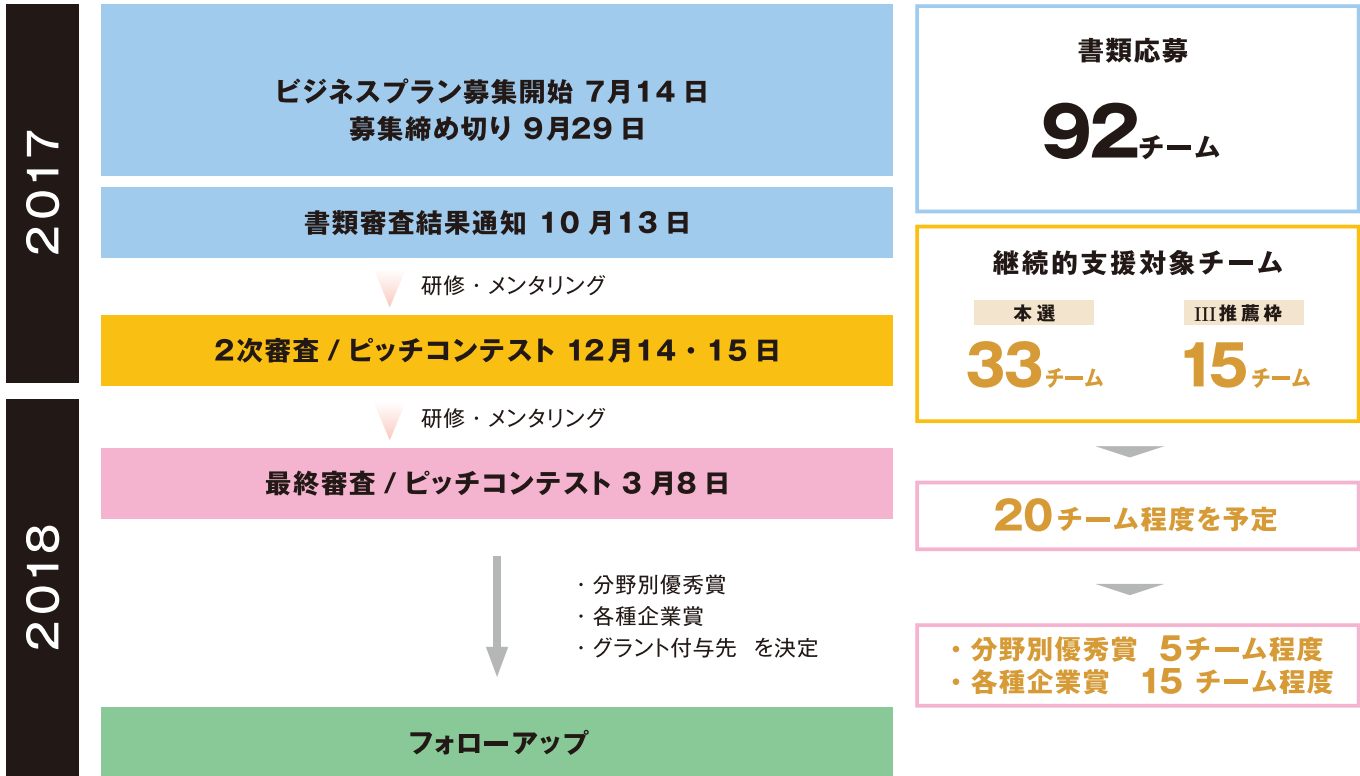 2017
ビジネスプラン募集開始 7月14日
募集締め切り 9月29日
書類審査結果通知 10月13日
研修・メンタリング
2次審査 / ピッチコンテスト 12月14・15日
研修・メンタリング
2018
最終審査 / ピッチコンテスト 3月8日
・分野別優秀賞
・各種企業賞
・グラント付与先 を決定
フォローアップ
書類応募
92チーム
継続的支援対象チーム
本選 III推薦枠
33チーム 15チーム
20チーム程度を予定
・分野別優秀賞 5チーム程度
・各種企業賞 15チーム程度